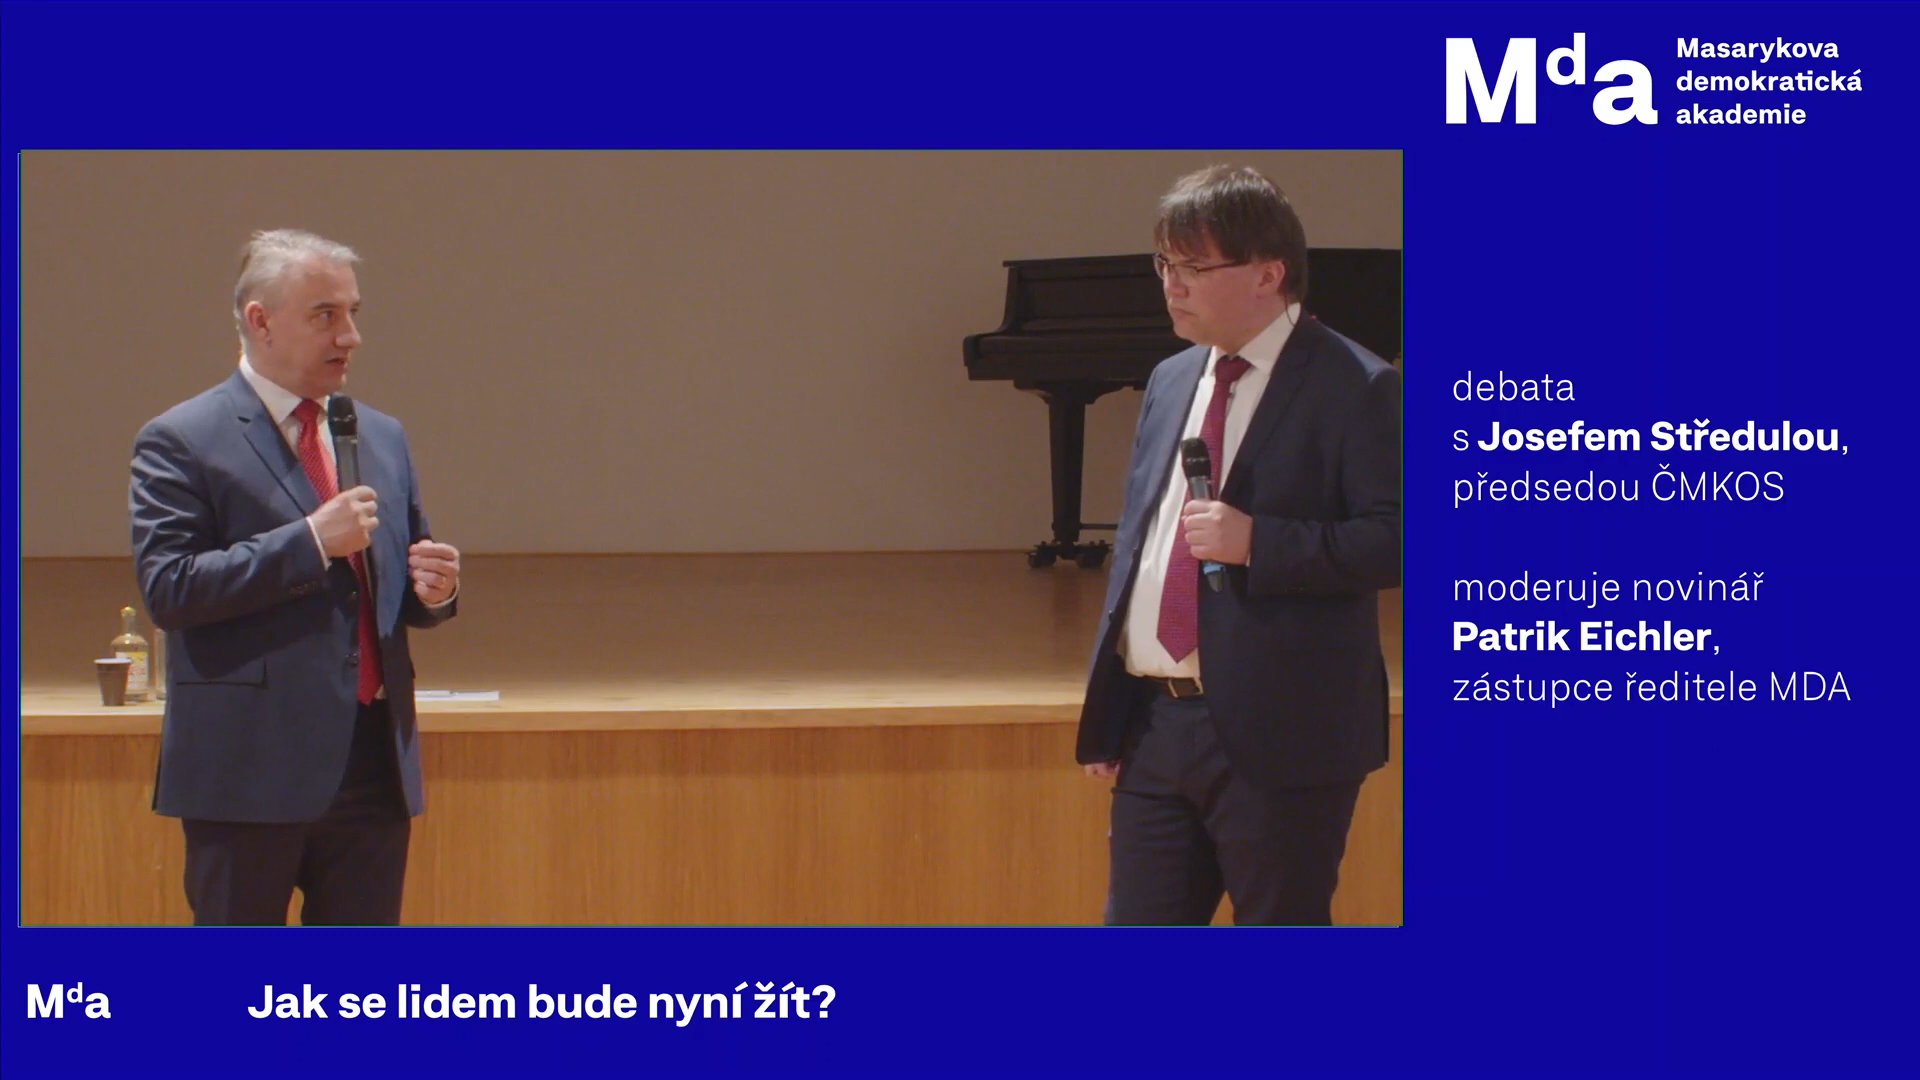 Mda
Masarykova
demokratická
akademie
debata
s Josefem Středulou,
předsedou ČMKOS
moderuje novinář
Patrik Eichler,
zástupce ředitele MDA
Mda
Jak se lidem bude nyní žít?